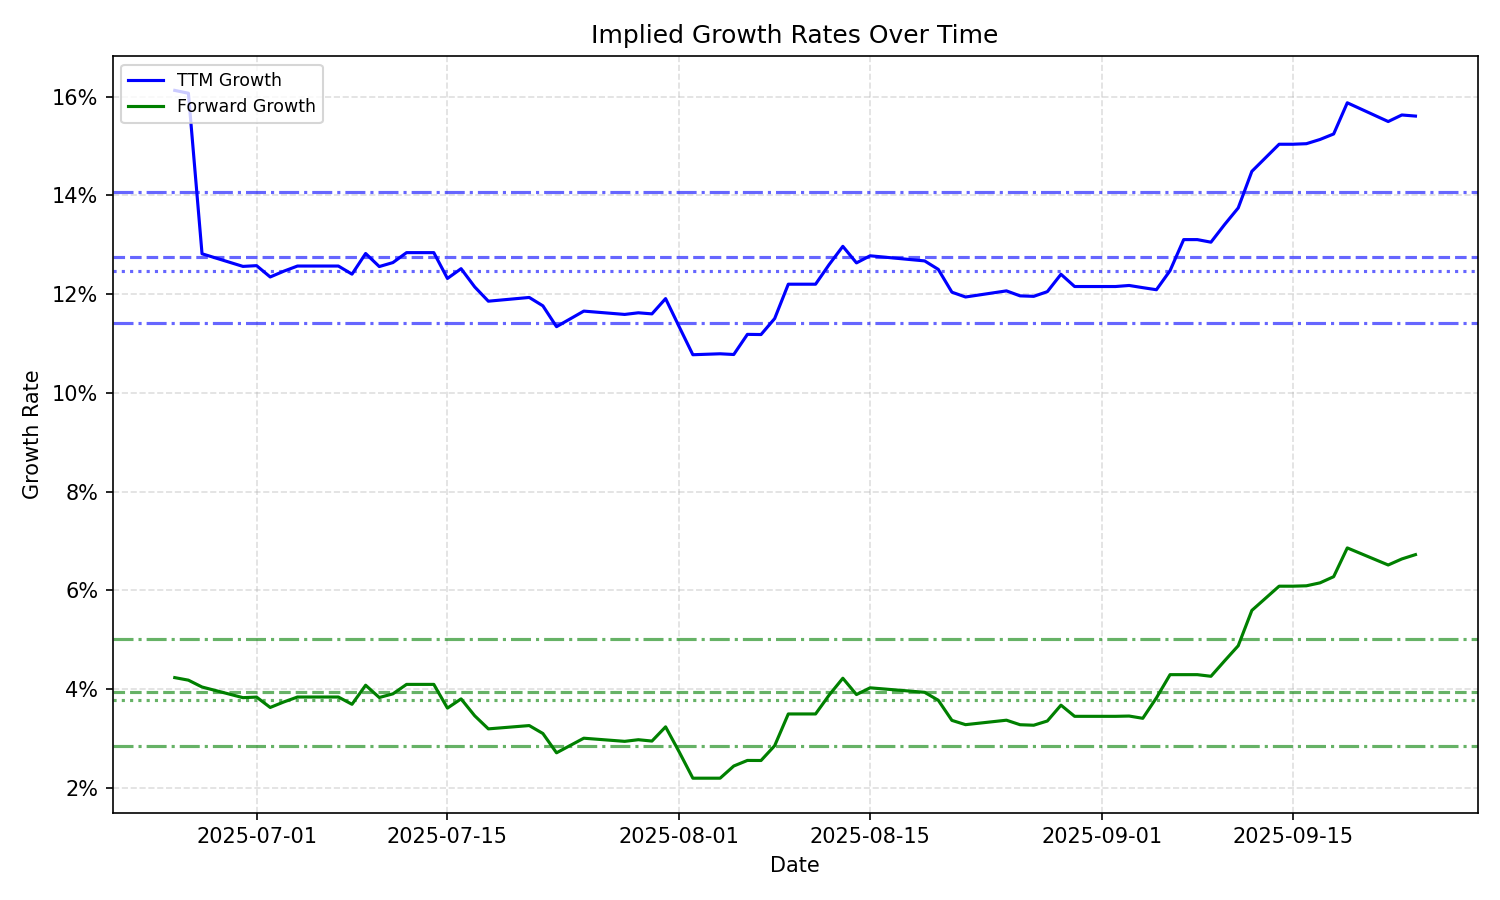 Implied Growth Rates Over Time
TTM Growth
Forward Growth
Growth Rate
16%
14%
12%
10%
8%
6%
4%
2%
2025-07-01
2025-07-15
2025-08-01
2025-08-15
2025-09-01
2025-09-15
Date